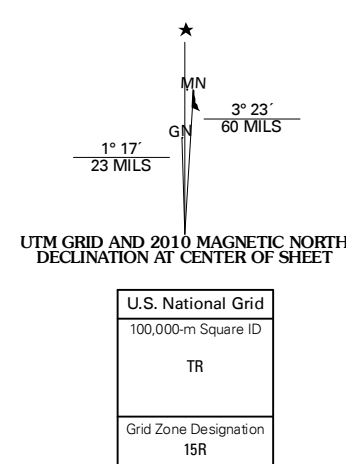 MN
3° 23´
60 MILS
GN
1° 17´
23 MILS
UTM GRID AND 2010 MAGNETIC NORTH
DECLINATION AT CENTER OF SHEET
U.S. National Grid
100,000-m Square ID
TR
Grid Zone Designation
15R